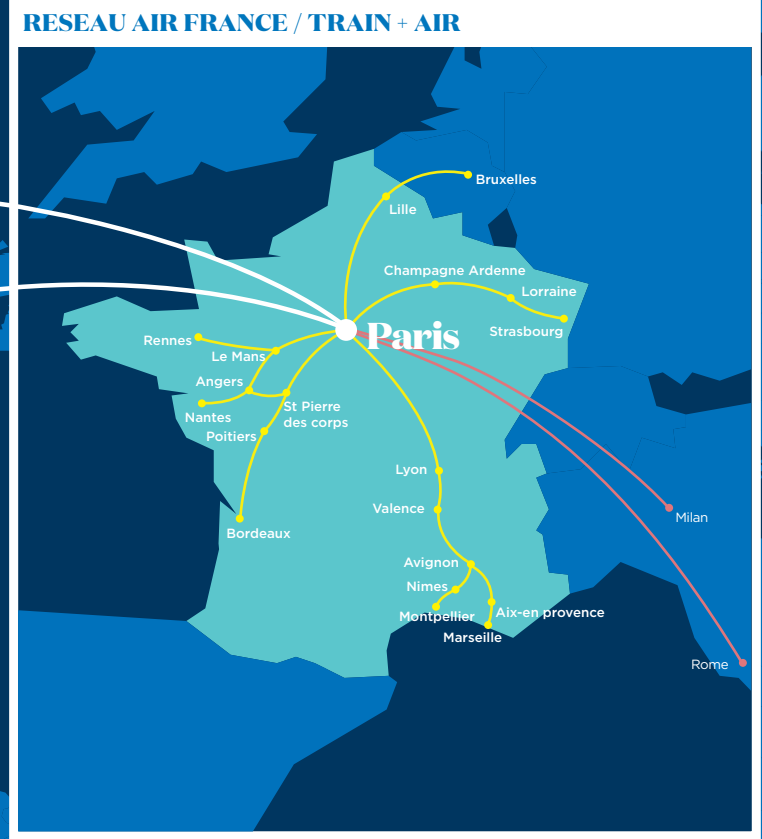 RESEAU AIR FRANCE / TRAIN + AIR
Bruxelles
Lille
Champagne Ardenne
Lorraine
Strasbourg
Paris
Rennes
Le Mans
Angers
Nantes
St Pierre
des corps
Poitiers
Lyon
Valence
Milan
Bordeaux
Avignon
Nimes
Montpellier
Aix-en provence
Marseille
Rome